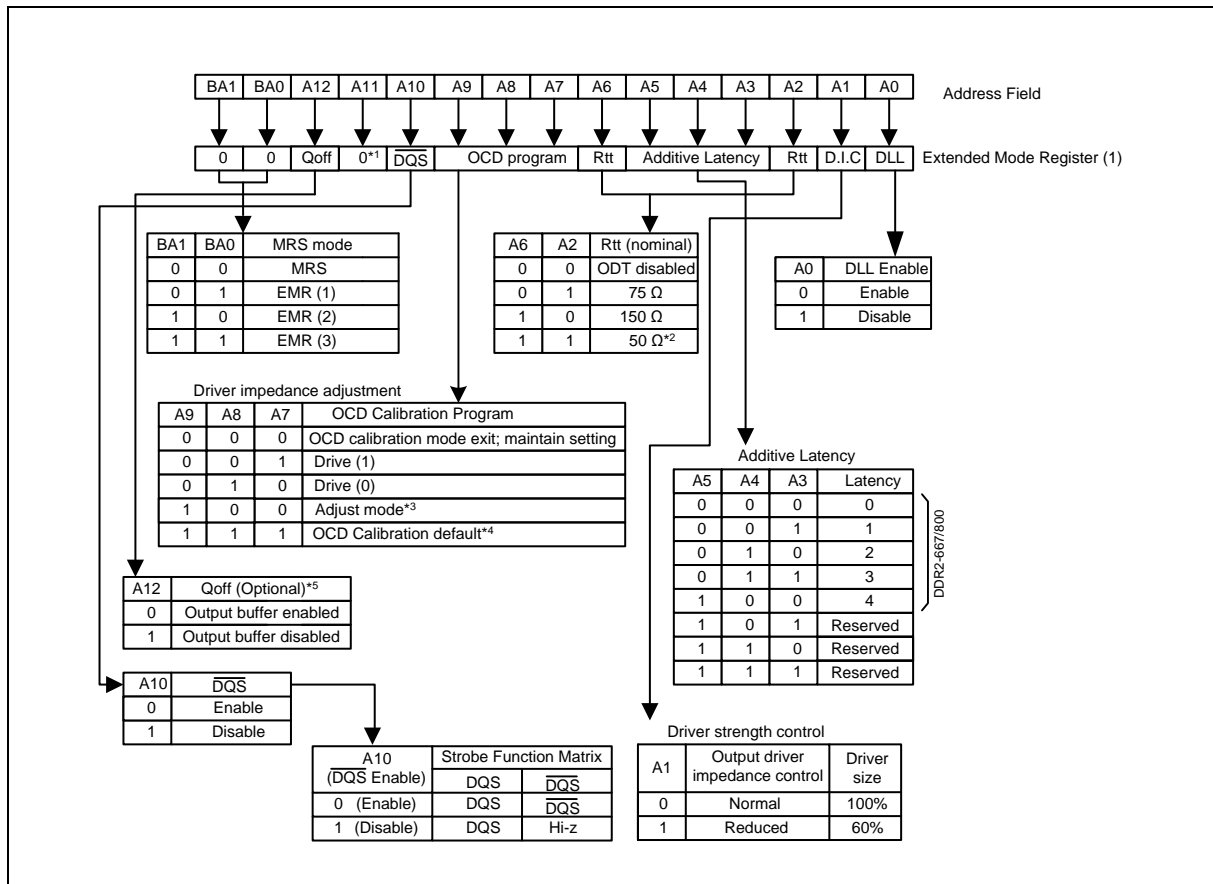 BA1 BA0 A12 A11 A10 A9 A8 A7 A6 A5 A4 A3 A2 A1 A0
Address Field
0 0 Qoff 0*1 D̅Q̅S̅ OCD program Rtt Additive Latency Rtt D.I.C DLL
Extended Mode Register (1)
BA1 BA0 MRS mode
0 0 MRS
0 1 EMR (1)
1 0 EMR (2)
1 1 EMR (3)
A6 A2 Rtt (nominal)
0 0 ODT disabled
0 1 75 Ω
1 0 150 Ω
1 1 50 Ω*2
A0 DLL Enable
0 Enable
1 Disable
Driver impedance adjustment
A9 A8 A7 OCD Calibration Program
0 0 0 OCD calibration mode exit; maintain setting
0 0 1 Drive (1)
0 1 0 Drive (0)
1 0 0 Adjust mode*3
1 1 1 OCD Calibration default*4
Additive Latency
A5 A4 A3 Latency
0 0 0 0
0 0 1 1
0 1 0 2
0 1 1 3
1 0 0 4
1 0 1 Reserved
1 1 0 Reserved
1 1 1 Reserved
DDR2-667/800
A12 Qoff (Optional)*5
0 Output buffer enabled
1 Output buffer disabled
A10 D̅Q̅S̅
0 Enable
1 Disable
A10 (D̅Q̅S̅ Enable) Strobe Function Matrix
DQS D̅Q̅S̅
0 (Enable) DQS D̅Q̅S̅
1 (Disable) DQS Hi-z
Driver strength control
A1 Output driver impedance control Driver size
0 Normal 100%
1 Reduced 60%